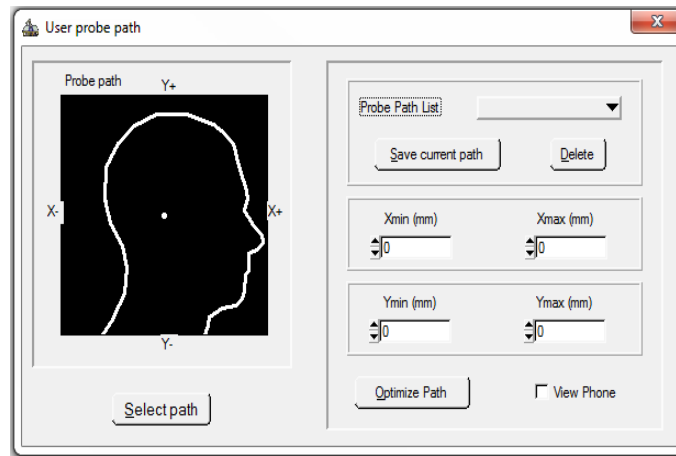 User probe path
Probe path
Y+
X-
X+
Y-
Select path
Probe Path List
Save current path
Delete
Xmin (mm)
Xmax (mm)
0
0
Ymin (mm)
Ymax (mm)
0
0
Optimize Path
View Phone